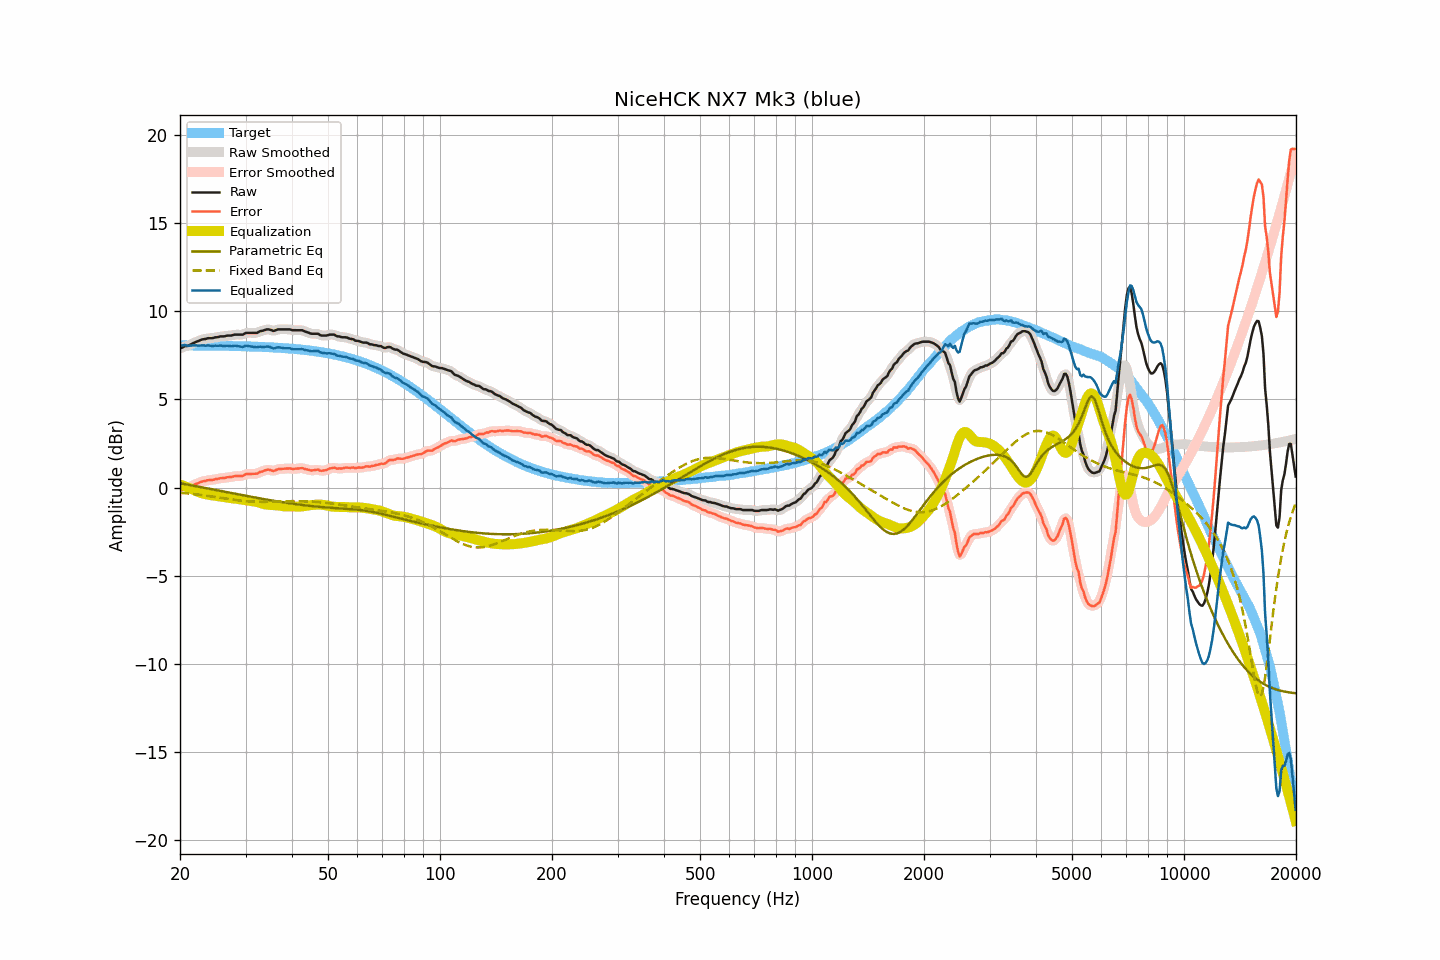 NiceHCK NX7 Mk3 (blue)
Target
Raw Smoothed
Error Smoothed
Raw
Error
Equalization
Parametric Eq
Fixed Band Eq
Equalized
20
15
10
5
0
−5
−10
−15
−20
Amplitude (dBr)
20 50 100 200 500 1000 2000 5000 10000 20000
Frequency (Hz)